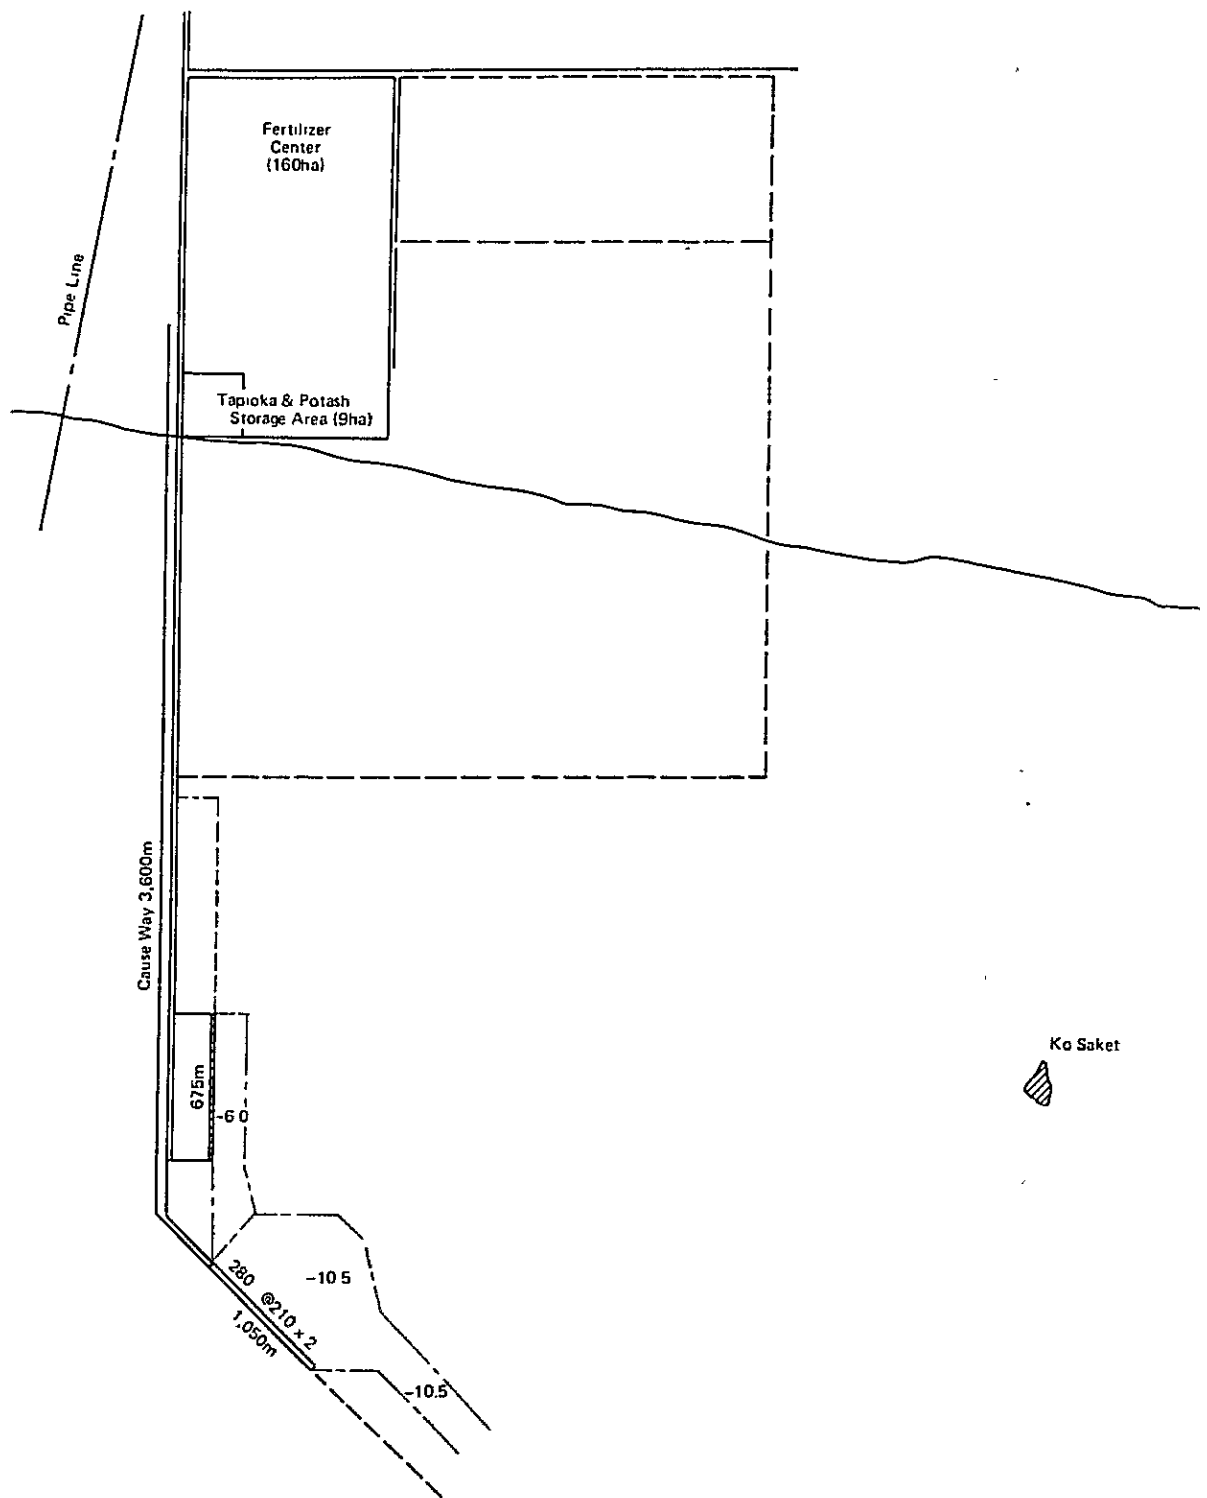 Fertilizer
Center
(160ha)
Pipe Line
Tapioka & Potash
Storage Area (9ha)
Cause Way 3,600m
Ko Saket
675m
-6 0
-10 5
280 @210 x 2
1,050m
-10.5